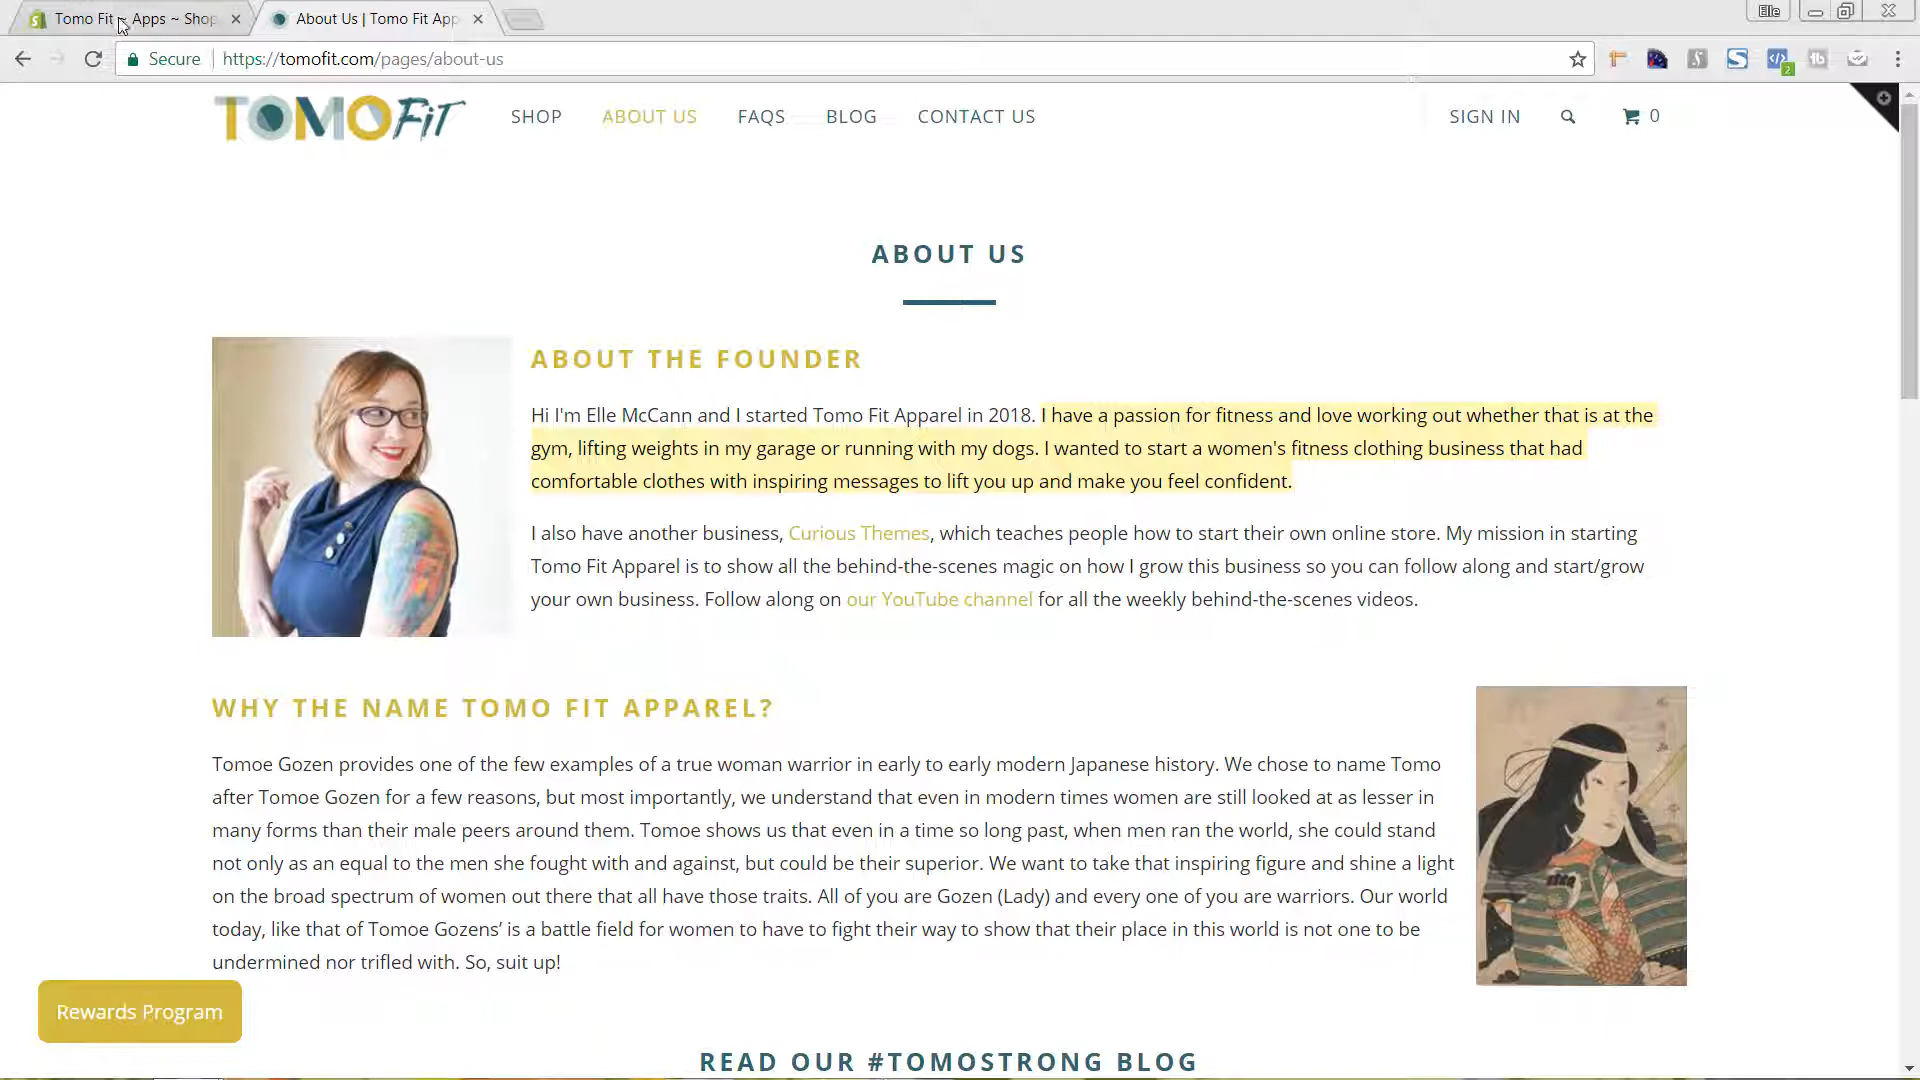 Tomo Fit ~ Apps ~ Shop
About Us | Tomo Fit App
Elle
Secure
https://tomofit.com/pages/about-us
2
TOMO FiT
SHOP
ABOUT US
FAQS
BLOG
CONTACT US
SIGN IN
0
ABOUT US
ABOUT THE FOUNDER
Hi I'm Elle McCann and I started Tomo Fit Apparel in 2018. I have a passion for fitness and love working out whether that is at the
gym, lifting weights in my garage or running with my dogs. I wanted to start a women's fitness clothing business that had
comfortable clothes with inspiring messages to lift you up and make you feel confident.
I also have another business, Curious Themes, which teaches people how to start their own online store. My mission in starting
Tomo Fit Apparel is to show all the behind-the-scenes magic on how I grow this business so you can follow along and start/grow
your own business. Follow along on our YouTube channel for all the weekly behind-the-scenes videos.
WHY THE NAME TOMO FIT APPAREL?
Tomoe Gozen provides one of the few examples of a true woman warrior in early to early modern Japanese history. We chose to name Tomo
after Tomoe Gozen for a few reasons, but most importantly, we understand that even in modern times women are still looked at as lesser in
many forms than their male peers around them. Tomoe shows us that even in a time so long past, when men ran the world, she could stand
not only as an equal to the men she fought with and against, but could be their superior. We want to take that inspiring figure and shine a light
on the broad spectrum of women out there that all have those traits. All of you are Gozen (Lady) and every one of you are warriors. Our world
today, like that of Tomoe Gozens’ is a battle field for women to have to fight their way to show that their place in this world is not one to be
undermined nor trifled with. So, suit up!
Rewards Program
READ OUR #TOMOSTRONG BLOG